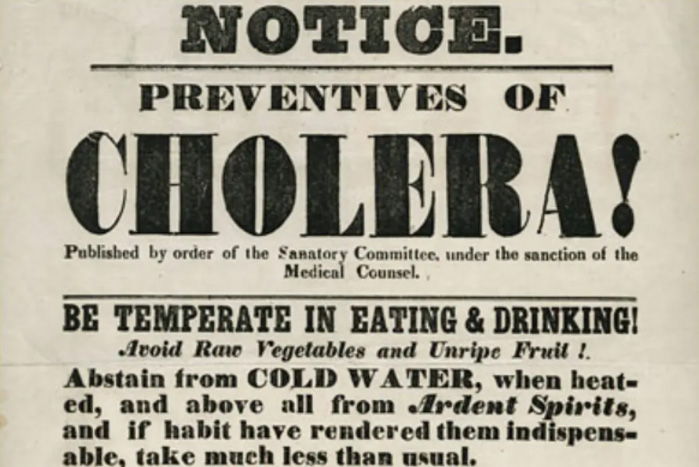 NOTICE.
PREVENTIVES OF
CHOLERA!
Published by order of the Sanatory Committee, under the sanction of the
Medical Counsel.
BE TEMPERATE IN EATING & DRINKING!
Avoid Raw Vegetables and Unripe Fruit !.
Abstain from COLD WATER, when heat-
ed, and above all from Ardent Spirits,
and if habit have rendered them indispens-
able, take much less than usual.